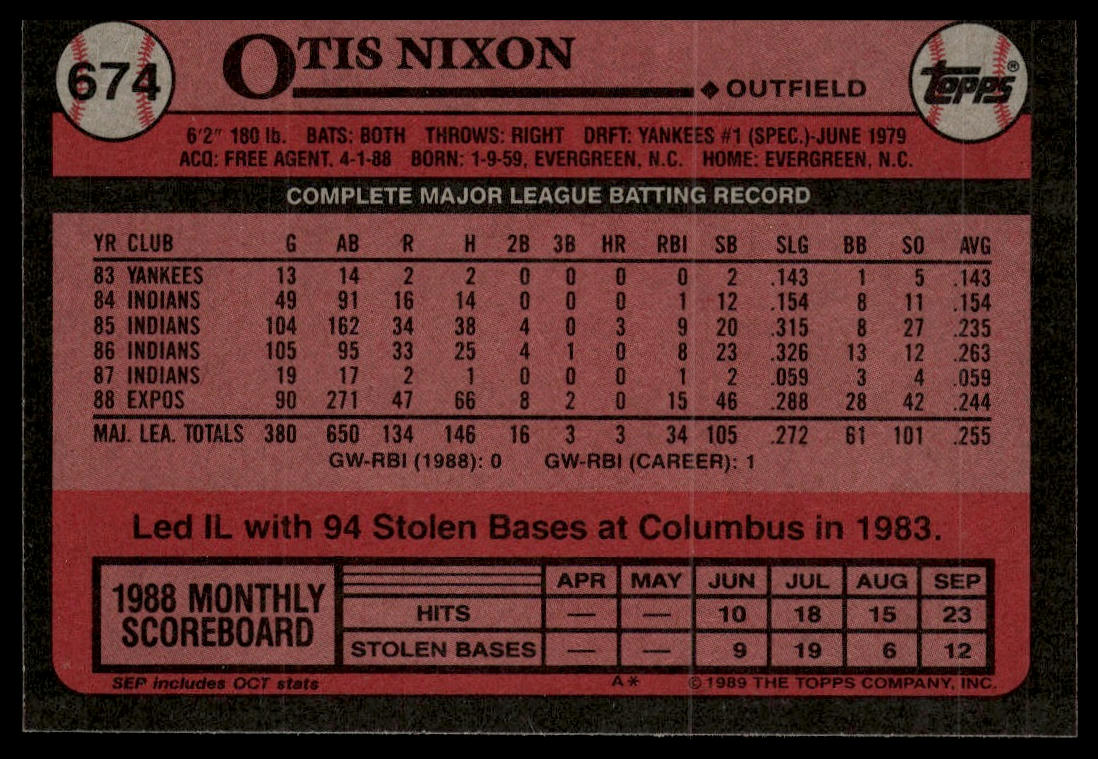 674
OTIS NIXON
◆ OUTFIELD
TOPPS®
6'2" 180 lb. BATS: BOTH THROWS: RIGHT DRFT: YANKEES #1 (SPEC.)-JUNE 1979
ACQ: FREE AGENT, 4-1-88 BORN: 1-9-59, EVERGREEN, N.C. HOME: EVERGREEN, N.C.
COMPLETE MAJOR LEAGUE BATTING RECORD
YR CLUB G AB R H 2B 3B HR RBI SB SLG BB SO AVG
83 YANKEES 13 14 2 2 0 0 0 0 2 .143 1 5 .143
84 INDIANS 49 91 16 14 0 0 0 1 12 .154 8 11 .154
85 INDIANS 104 162 34 38 4 0 3 9 20 .315 8 27 .235
86 INDIANS 105 95 33 25 4 1 0 8 23 .326 13 12 .263
87 INDIANS 19 17 2 1 0 0 0 1 2 .059 3 4 .059
88 EXPOS 90 271 47 66 8 2 0 15 46 .288 28 42 .244
MAJ. LEA. TOTALS 380 650 134 146 16 3 3 34 105 .272 61 101 .255
GW-RBI (1988): 0 GW-RBI (CAREER): 1
Led IL with 94 Stolen Bases at Columbus in 1983.
1988 MONTHLY SCOREBOARD
APR MAY JUN JUL AUG SEP
HITS — — 10 18 15 23
STOLEN BASES — — 9 19 6 12
SEP includes OCT stats A* ©1989 THE TOPPS COMPANY, INC.